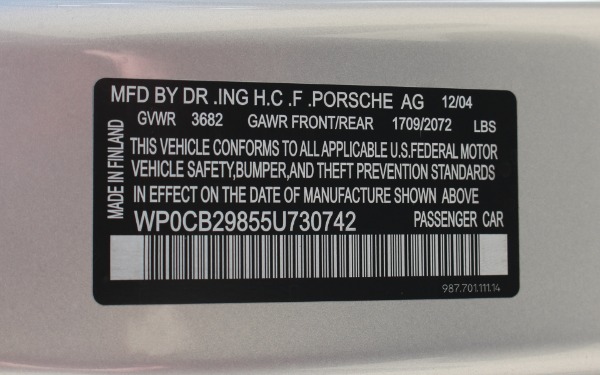 MFD BY DR .ING H.C .F .PORSCHE AG 12/04
GVWR 3682 GAWR FRONT/REAR 1709/2072 LBS
THIS VEHICLE CONFORMS TO ALL APPLICABLE U.S.FEDERAL MOTOR
VEHICLE SAFETY,BUMPER,AND THEFT PREVENTION STANDARDS
IN EFFECT ON THE DATE OF MANUFACTURE SHOWN ABOVE
WP0CB29855U730742 PASSENGER CAR
987.701.111.14
MADE IN FINLAND